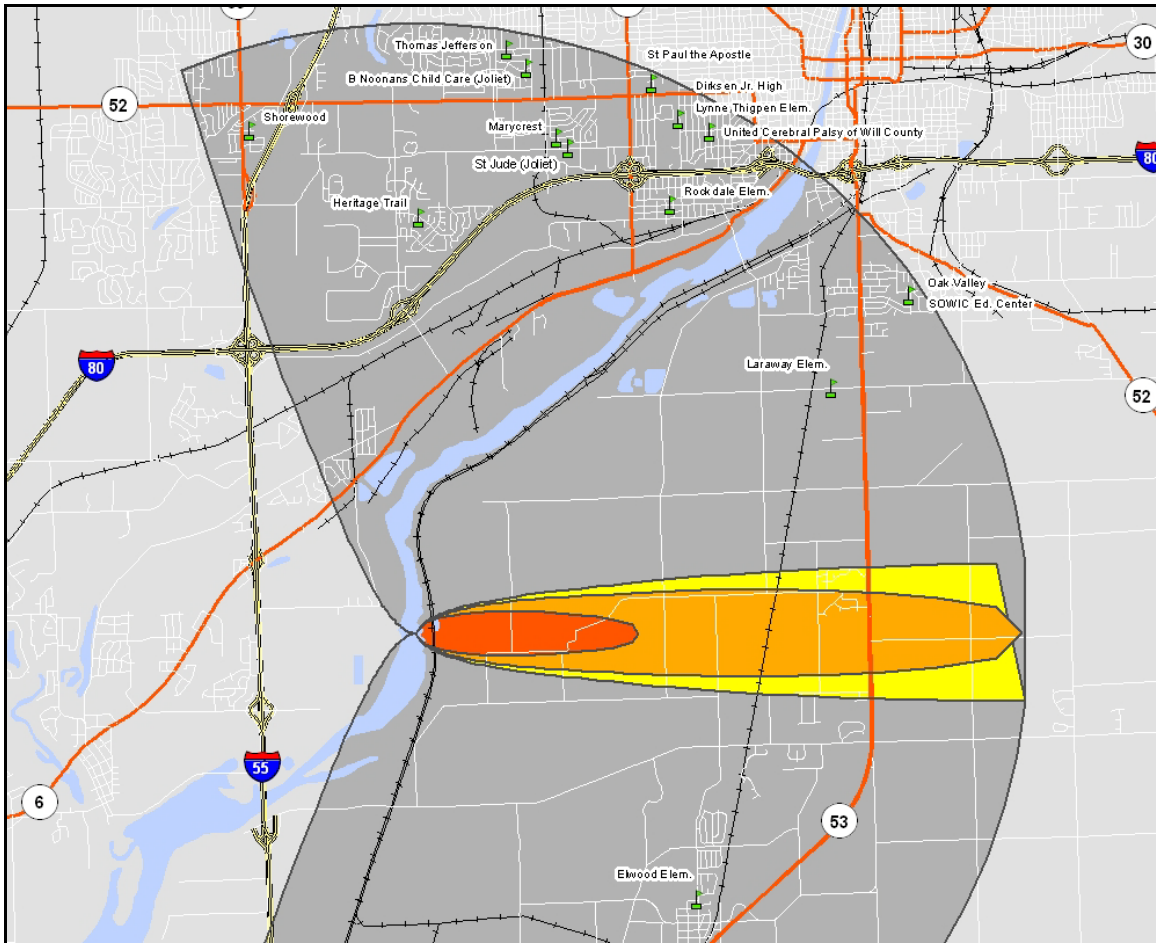 Thomas Jefferson
St Paul the Apostle
30
B Noonans Child Care (Joliet)
Dirksen Jr. High
52
Shorewood
Lynne Thigpen Elem.
Marycrest
United Cerebral Palsy of Will County
80
St Jude (Joliet)
Rockdale Elem.
Heritage Trail
Oak Valley
SOWIC Ed. Center
80
Laraway Elem.
52
55
6
53
Elwood Elem.